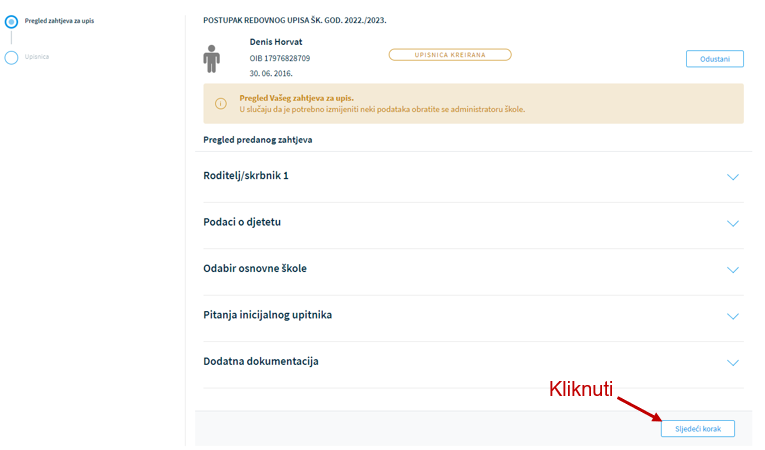 Pregled zahtjeva za upis
Upisnica
POSTUPAK REDOVNOG UPISA ŠK. GOD. 2022./2023.
Denis Horvat
OIB 17976828709
30. 06. 2016.
UPISNICA KREIRANA
Odustani
Pregled Vašeg zahtjeva za upis.
U slučaju da je potrebno izmijeniti neki podataka obratite se administratoru škole.
Pregled predanog zahtjeva
Roditelj/skrbnik 1
Podaci o djetetu
Odabir osnovne škole
Pitanja inicijalnog upitnika
Dodatna dokumentacija
Kliknuti
Sljedeći korak